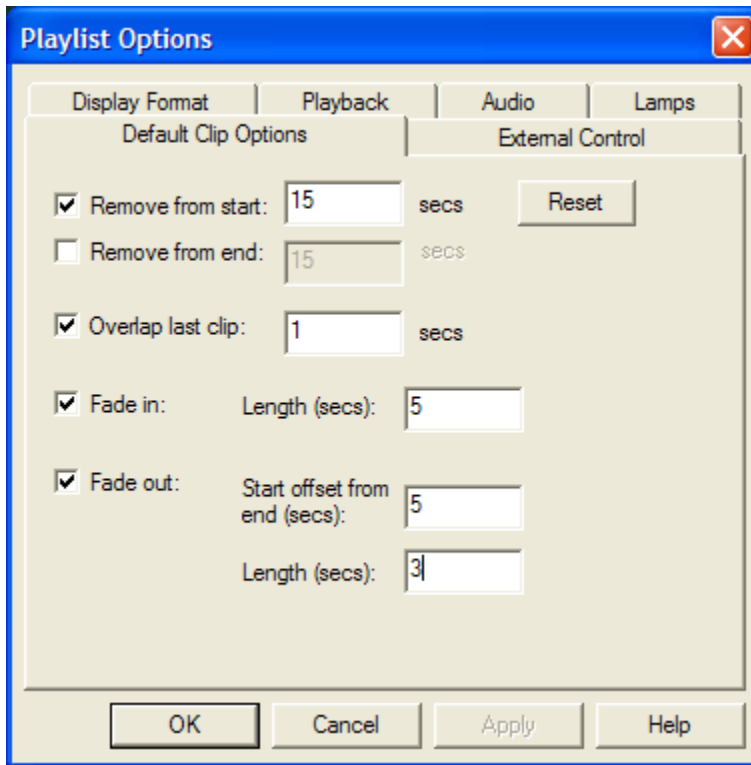 Playlist Options
Display Format Playback Audio Lamps
Default Clip Options External Control
Remove from start: 15 secs Reset
Remove from end: 15 secs
Overlap last clip: 1 secs
Fade in: Length (secs): 5
Fade out: Start offset from
end (secs): 5
Length (secs): 3
OK Cancel Apply Help